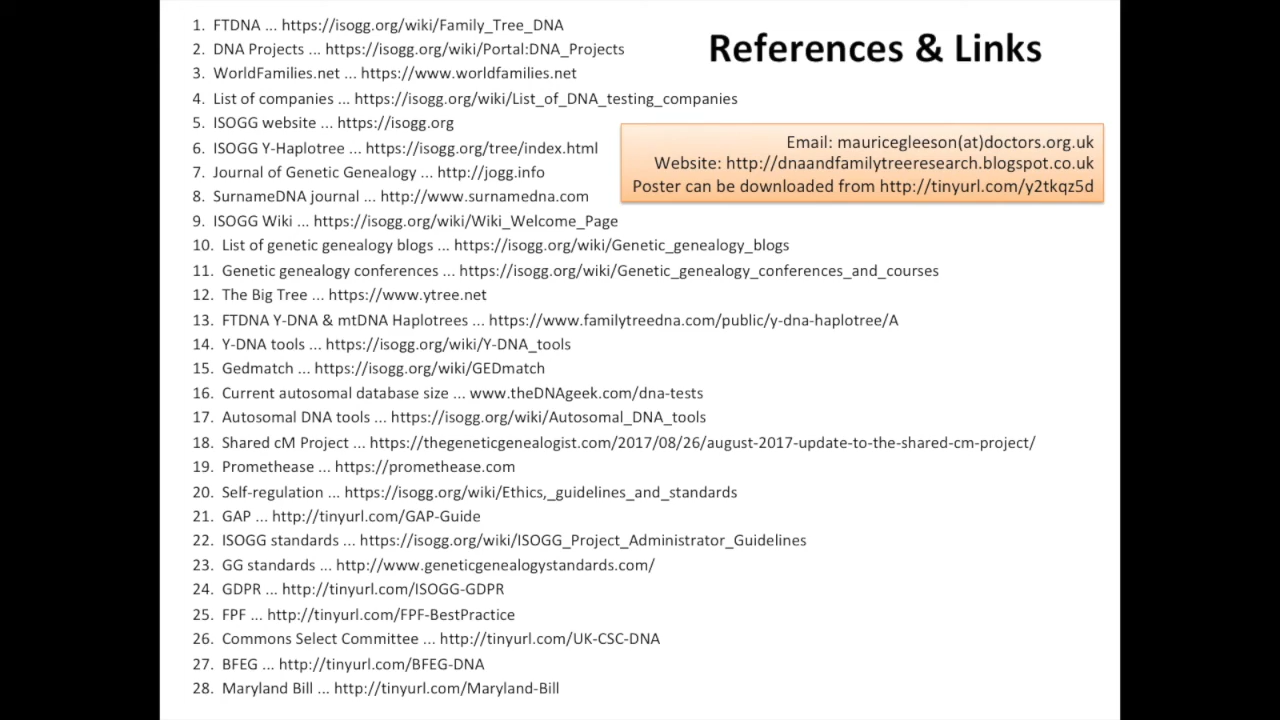 References & Links
1. FTDNA ... https://isogg.org/wiki/Family_Tree_DNA
2. DNA Projects ... https://isogg.org/wiki/Portal:DNA_Projects
3. WorldFamilies.net ... https://www.worldfamilies.net
4. List of companies ... https://isogg.org/wiki/List_of_DNA_testing_companies
5. ISOGG website ... https://isogg.org
6. ISOGG Y-Haplotree ... https://isogg.org/tree/index.html
7. Journal of Genetic Genealogy ... http://jogg.info
8. SurnameDNA journal ... http://www.surnamedna.com
9. ISOGG Wiki ... https://isogg.org/wiki/Wiki_Welcome_Page
10. List of genetic genealogy blogs ... https://isogg.org/wiki/Genetic_genealogy_blogs
11. Genetic genealogy conferences ... https://isogg.org/wiki/Genetic_genealogy_conferences_and_courses
12. The Big Tree ... https://www.ytree.net
13. FTDNA Y-DNA & mtDNA Haplotrees ... https://www.familytreedna.com/public/y-dna-haplotree/A
14. Y-DNA tools ... https://isogg.org/wiki/Y-DNA_tools
15. Gedmatch ... https://isogg.org/wiki/GEDmatch
16. Current autosomal database size ... www.theDNAgeek.com/dna-tests
17. Autosomal DNA tools ... https://isogg.org/wiki/Autosomal_DNA_tools
18. Shared cM Project ... https://thegeneticgenealogist.com/2017/08/26/august-2017-update-to-the-shared-cm-project/
19. Promethease ... https://promethease.com
20. Self-regulation ... https://isogg.org/wiki/Ethics,_guidelines_and_standards
21. GAP ... http://tinyurl.com/GAP-Guide
22. ISOGG standards ... https://isogg.org/wiki/ISOGG_Project_Administrator_Guidelines
23. GG standards ... http://www.geneticgenealogystandards.com/
24. GDPR ... http://tinyurl.com/ISOGG-GDPR
25. FPF ... http://tinyurl.com/FPF-BestPractice
26. Commons Select Committee ... http://tinyurl.com/UK-CSC-DNA
27. BFEG ... http://tinyurl.com/BFEG-DNA
28. Maryland Bill ... http://tinyurl.com/Maryland-Bill
Email: mauricegleeson(at)doctors.org.uk
Website: http://dnaandfamilytreeresearch.blogspot.co.uk
Poster can be downloaded from http://tinyurl.com/y2tkqz5d